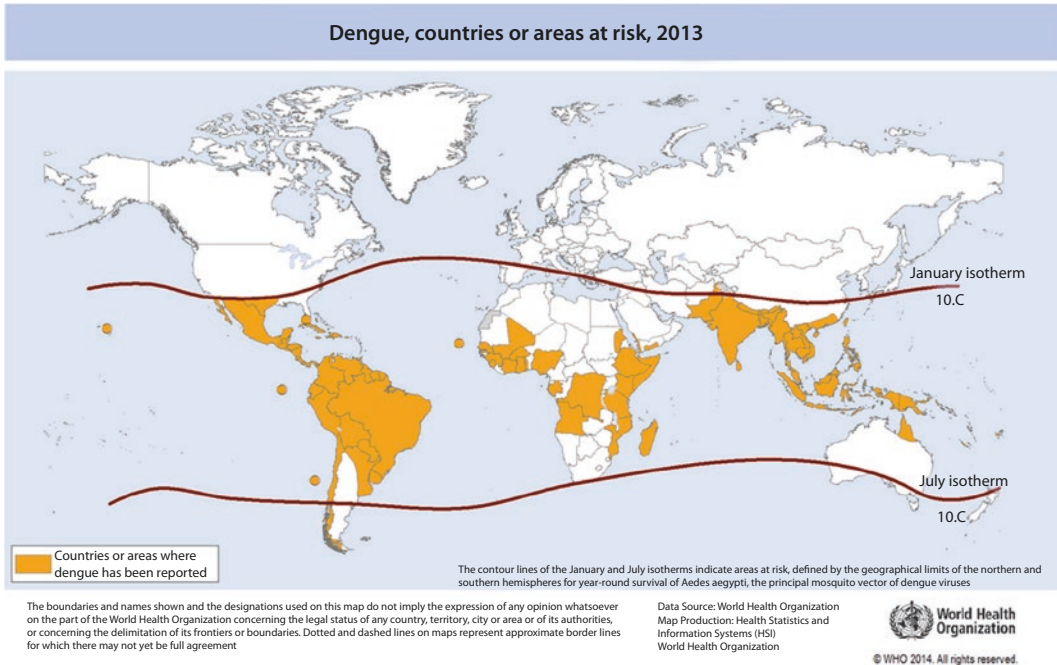 Dengue, countries or areas at risk, 2013
January isotherm
10.C
July isotherm
10.C
Countries or areas where
dengue has been reported
The contour lines of the January and July isotherms indicate areas at risk, defined by the geographical limits of the northern and
southern hemispheres for year-round survival of Aedes aegypti, the principal mosquito vector of dengue viruses
The boundaries and names shown and the designations used on this map do not imply the expression of any opinion whatsoever
on the part of the World Health Organization concerning the legal status of any country, territory, city or area or of its authorities,
or concerning the delimitation of its frontiers or boundaries. Dotted and dashed lines on maps represent approximate border lines
for which there may not yet be full agreement
Data Source: World Health Organization
Map Production: Health Statistics and
Information Systems (HSI)
World Health Organization
World Health
Organization
© WHO 2014. All rights reserved.